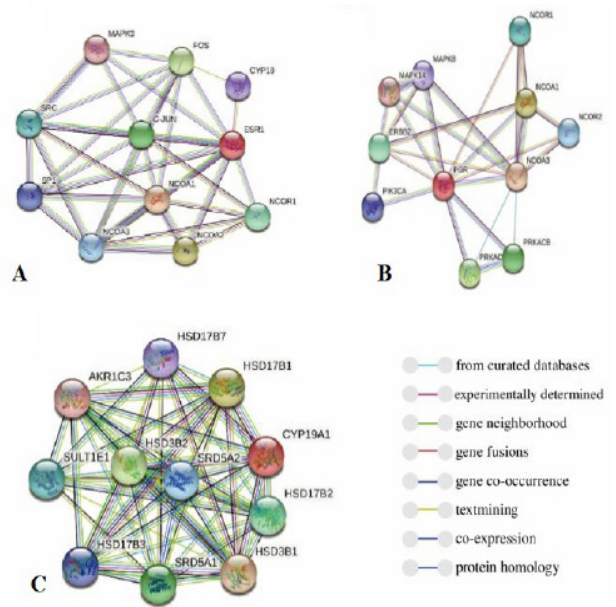 MAPK3
FOS
CYP19
SRC
C-JUN
ESR1
SP1
NCOA1
NCOR1
NCOA3
NCOA2
A
NCOR1
MAPK8
MAPK14
NCOA1
NCOR2
ERBB2
NCOA3
PGR
PIK3CA
PRKACB
PRKAC
B
HSD17B7
HSD17B1
AKR1C3
CYP19A1
HSD3B2
SULT1E1
SRD5A2
HSD17B2
HSD17B3
HSD3B1
SRD5A1
C
from curated databases
experimentally determined
gene neighborhood
gene fusions
gene co-occurrence
textmining
co-expression
protein homology